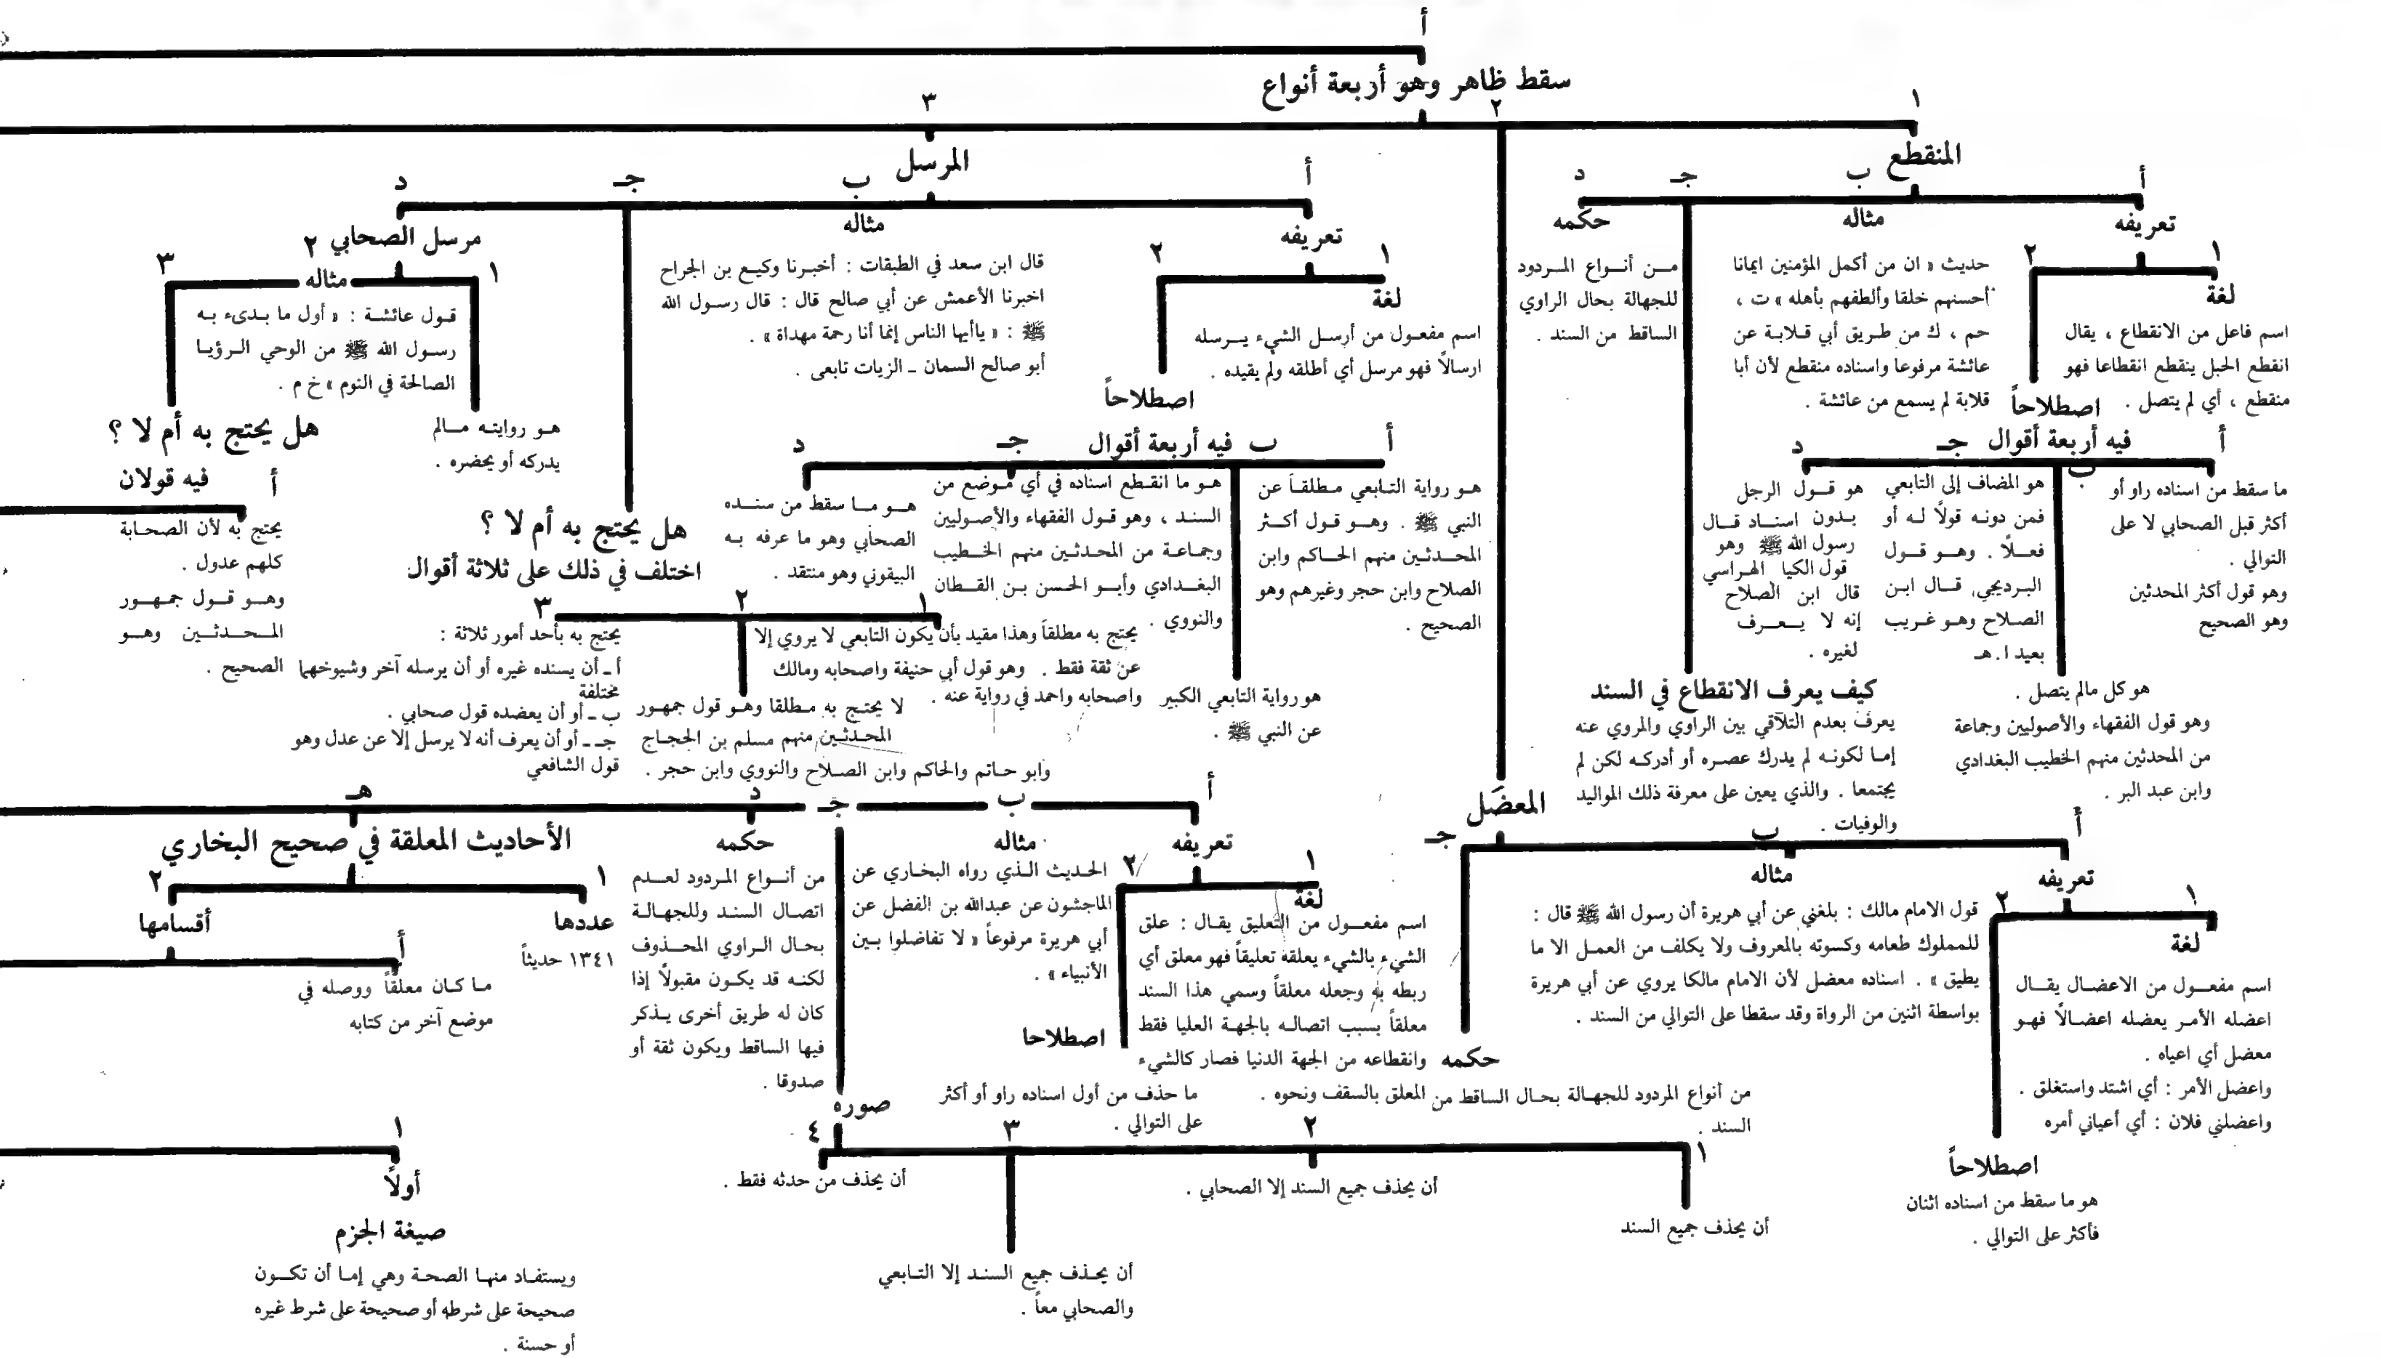 أ
سقط ظاهر وهو أربعة أنواع
١
المنقطع
أ
تعريفه
١
لغة
اسم فاعل من الانقطاع ، يقال
انقطع الحبل ينقطع انقطاعا فهو
منقطع ، أي لم يتصل .
٢
اصطلاحاً
فيه أربعة أقوال
أ
ما سقط من اسناده راو أو
أكثر قبل الصحابي لا على
التوالي .
وهو قول أكثر المحدثين
وهو الصحيح
ب
هو كل مالم يتصل .
وهو قول الفقهاء والأصوليين وجماعة
من المحدثين منهم الخطيب البغدادي
وابن عبد البر .
جـ
هو المضاف إلى التابعي
فمن دونه قولًا له أو
فعلًا . وهو قول
البرديجي، قال ابن
الصلاح وهو غريب
بعيد ا.هـ
د
هو قول الرجل
بدون اسناد قال
رسول الله ﷺ وهو
قول الكيا الهراسي
قال ابن الصلاح
إنه لا يعرف
لغيره .
ب
مثاله
حديث « ان من أكمل المؤمنين ايمانا
أحسنهم خلقا وألطفهم بأهله » ت ،
حم ، ك من طريق أبي قلابة عن
عائشة مرفوعا واسناده منقطع لأن أبا
قلابة لم يسمع من عائشة .
جـ
كيف يعرف الانقطاع في السند
يعرف بعدم التلاقي بين الراوي والمروي عنه
إما لكونه لم يدرك عصره أو أدركه لكن لم
يجتمعا . والذي يعين على معرفة ذلك المواليد
والوفيات .
د
حكمه
من أنواع المردود
للجهالة بحال الراوي
الساقط من السند .
٢
المعضَل
أ
تعريفه
١
لغة
اسم مفعول من الاعضال يقال
اعضله الأمر يعضله اعضالًا فهو
معضل أي اعياه .
واعضل الأمر : أي اشتد واستغلق .
واعضلني فلان : أي أعياني أمره
٢
اصطلاحاً
هو ما سقط من اسناده اثنان
فأكثر على التوالي .
ب
مثاله
قول الامام مالك : بلغني عن أبي هريرة أن رسول الله ﷺ قال :
للمملوك طعامه وكسوته بالمعروف ولا يكلف من العمل الا ما
يطيق » . اسناده معضل لأن الامام مالكا يروي عن أبي هريرة
بواسطة اثنين من الرواة وقد سقطا على التوالي من السند .
جـ
حكمه
من أنواع المردود للجهالة بحال الساقط من
السند .
٣
المرسل
أ
تعريفه
١
لغة
اسم مفعول من أرسل الشيء يرسله
ارسالًا فهو مرسل أي أطلقه ولم يقيده .
٢
اصطلاحاً
فيه أربعة أقوال
أ
هو رواية التابعي مطلقاً عن
النبي ﷺ . وهو قول أكثر
المحدثين منهم الحاكم وابن
الصلاح وابن حجر وغيرهم وهو
الصحيح .
ب
هو رواية التابعي الكبير
عن النبي ﷺ .
جـ
هو ما انقطع اسناده في أي موضع من
السند ، وهو قول الفقهاء والأصوليين
وجماعة من المحدثين منهم الخطيب
البغدادي وأبو الحسن بن القطان
والنووي .
د
هو ما سقط من سنده
الصحابي وهو ما عرفه به
البيقوني وهو منتقد .
ب
مثاله
قال ابن سعد في الطبقات : أخبرنا وكيع بن الجراح
اخبرنا الأعمش عن أبي صالح قال : قال رسول الله
ﷺ : « ياأيها الناس إنما أنا رحمة مهداة » .
أبو صالح السمان ـ الزيات تابعى .
جـ
هل يحتج به أم لا ؟
اختلف في ذلك على ثلاثة أقوال
١
يحتج به مطلقاً وهذا مقيد بأن يكون التابعي لا يروي إلا
عن ثقة فقط . وهو قول أبي حنيفة واصحابه ومالك
واصحابه واحمد في رواية عنه .
٢
لا يحتج به مطلقا وهو قول جمهور
المحدثين منهم مسلم بن الحجاج
وابو حاتم والحاكم وابن الصلاح والنووي وابن حجر .
٣
يحتج به بأحد أمور ثلاثة :
أ ـ أن يسنده غيره أو أن يرسله آخر وشيوخهما
مختلفة
ب ـ أو أن يعضده قول صحابي .
جـ ـ أو أن يعرف أنه لا يرسل إلا عن عدل وهو
قول الشافعي
د
مرسل الصحابي
١
هو روايته مالم
يدركه أو يحضره .
٢
مثاله
قول عائشة : « أول ما بدىء به
رسول الله ﷺ من الوحي الرؤيا
الصالحة في النوم » خ م .
٣
هل يحتج به أم لا ؟
فيه قولان
أ
يحتج به لأن الصحابة
كلهم عدول .
وهو قول جمهور
المحدثين وهو
الصحيح .
أ
تعريفه
١
لغة
اسم مفعول من التعليق يقال : علق
الشيء بالشيء يعلقه تعليقاً فهو معلق أي
ربطه به وجعله معلقاً وسمي هذا السند
معلقاً بسبب اتصاله بالجهة العليا فقط
وانقطاعه من الجهة الدنيا فصار كالشيء
المعلق بالسقف ونحوه .
٢
اصطلاحا
ما حذف من أول اسناده راو أو أكثر
على التوالي .
ب
مثاله
الحديث الذي رواه البخاري عن
الماجشون عن عبدالله بن الفضل عن
أبي هريرة مرفوعاً « لا تفاضلوا بين
الأنبياء » .
جـ
صوره
١
أن يحذف جميع السند
٢
أن يحذف جميع السند إلا الصحابي .
٣
أن يحذف جميع السند إلا التابعي
والصحابي معاً .
٤
أن يحذف من حدثه فقط .
د
حكمه
من أنواع المردود لعدم
اتصال السند وللجهالة
بحال الراوي المحذوف
لكنه قد يكون مقبولًا إذا
كان له طريق أخرى يذكر
فيها الساقط ويكون ثقة أو
صدوقا .
هـ
الأحاديث المعلقة في صحيح البخاري
١
عددها
١٣٤١ حديثاً
٢
أقسامها
أ
ما كان معلقاً ووصله في
موضع آخر من كتابه
١
أولاً
صيغة الجزم
ويستفاد منها الصحة وهي إما أن تكون
صحيحة على شرطه أو صحيحة على شرط غيره
أو حسنة .